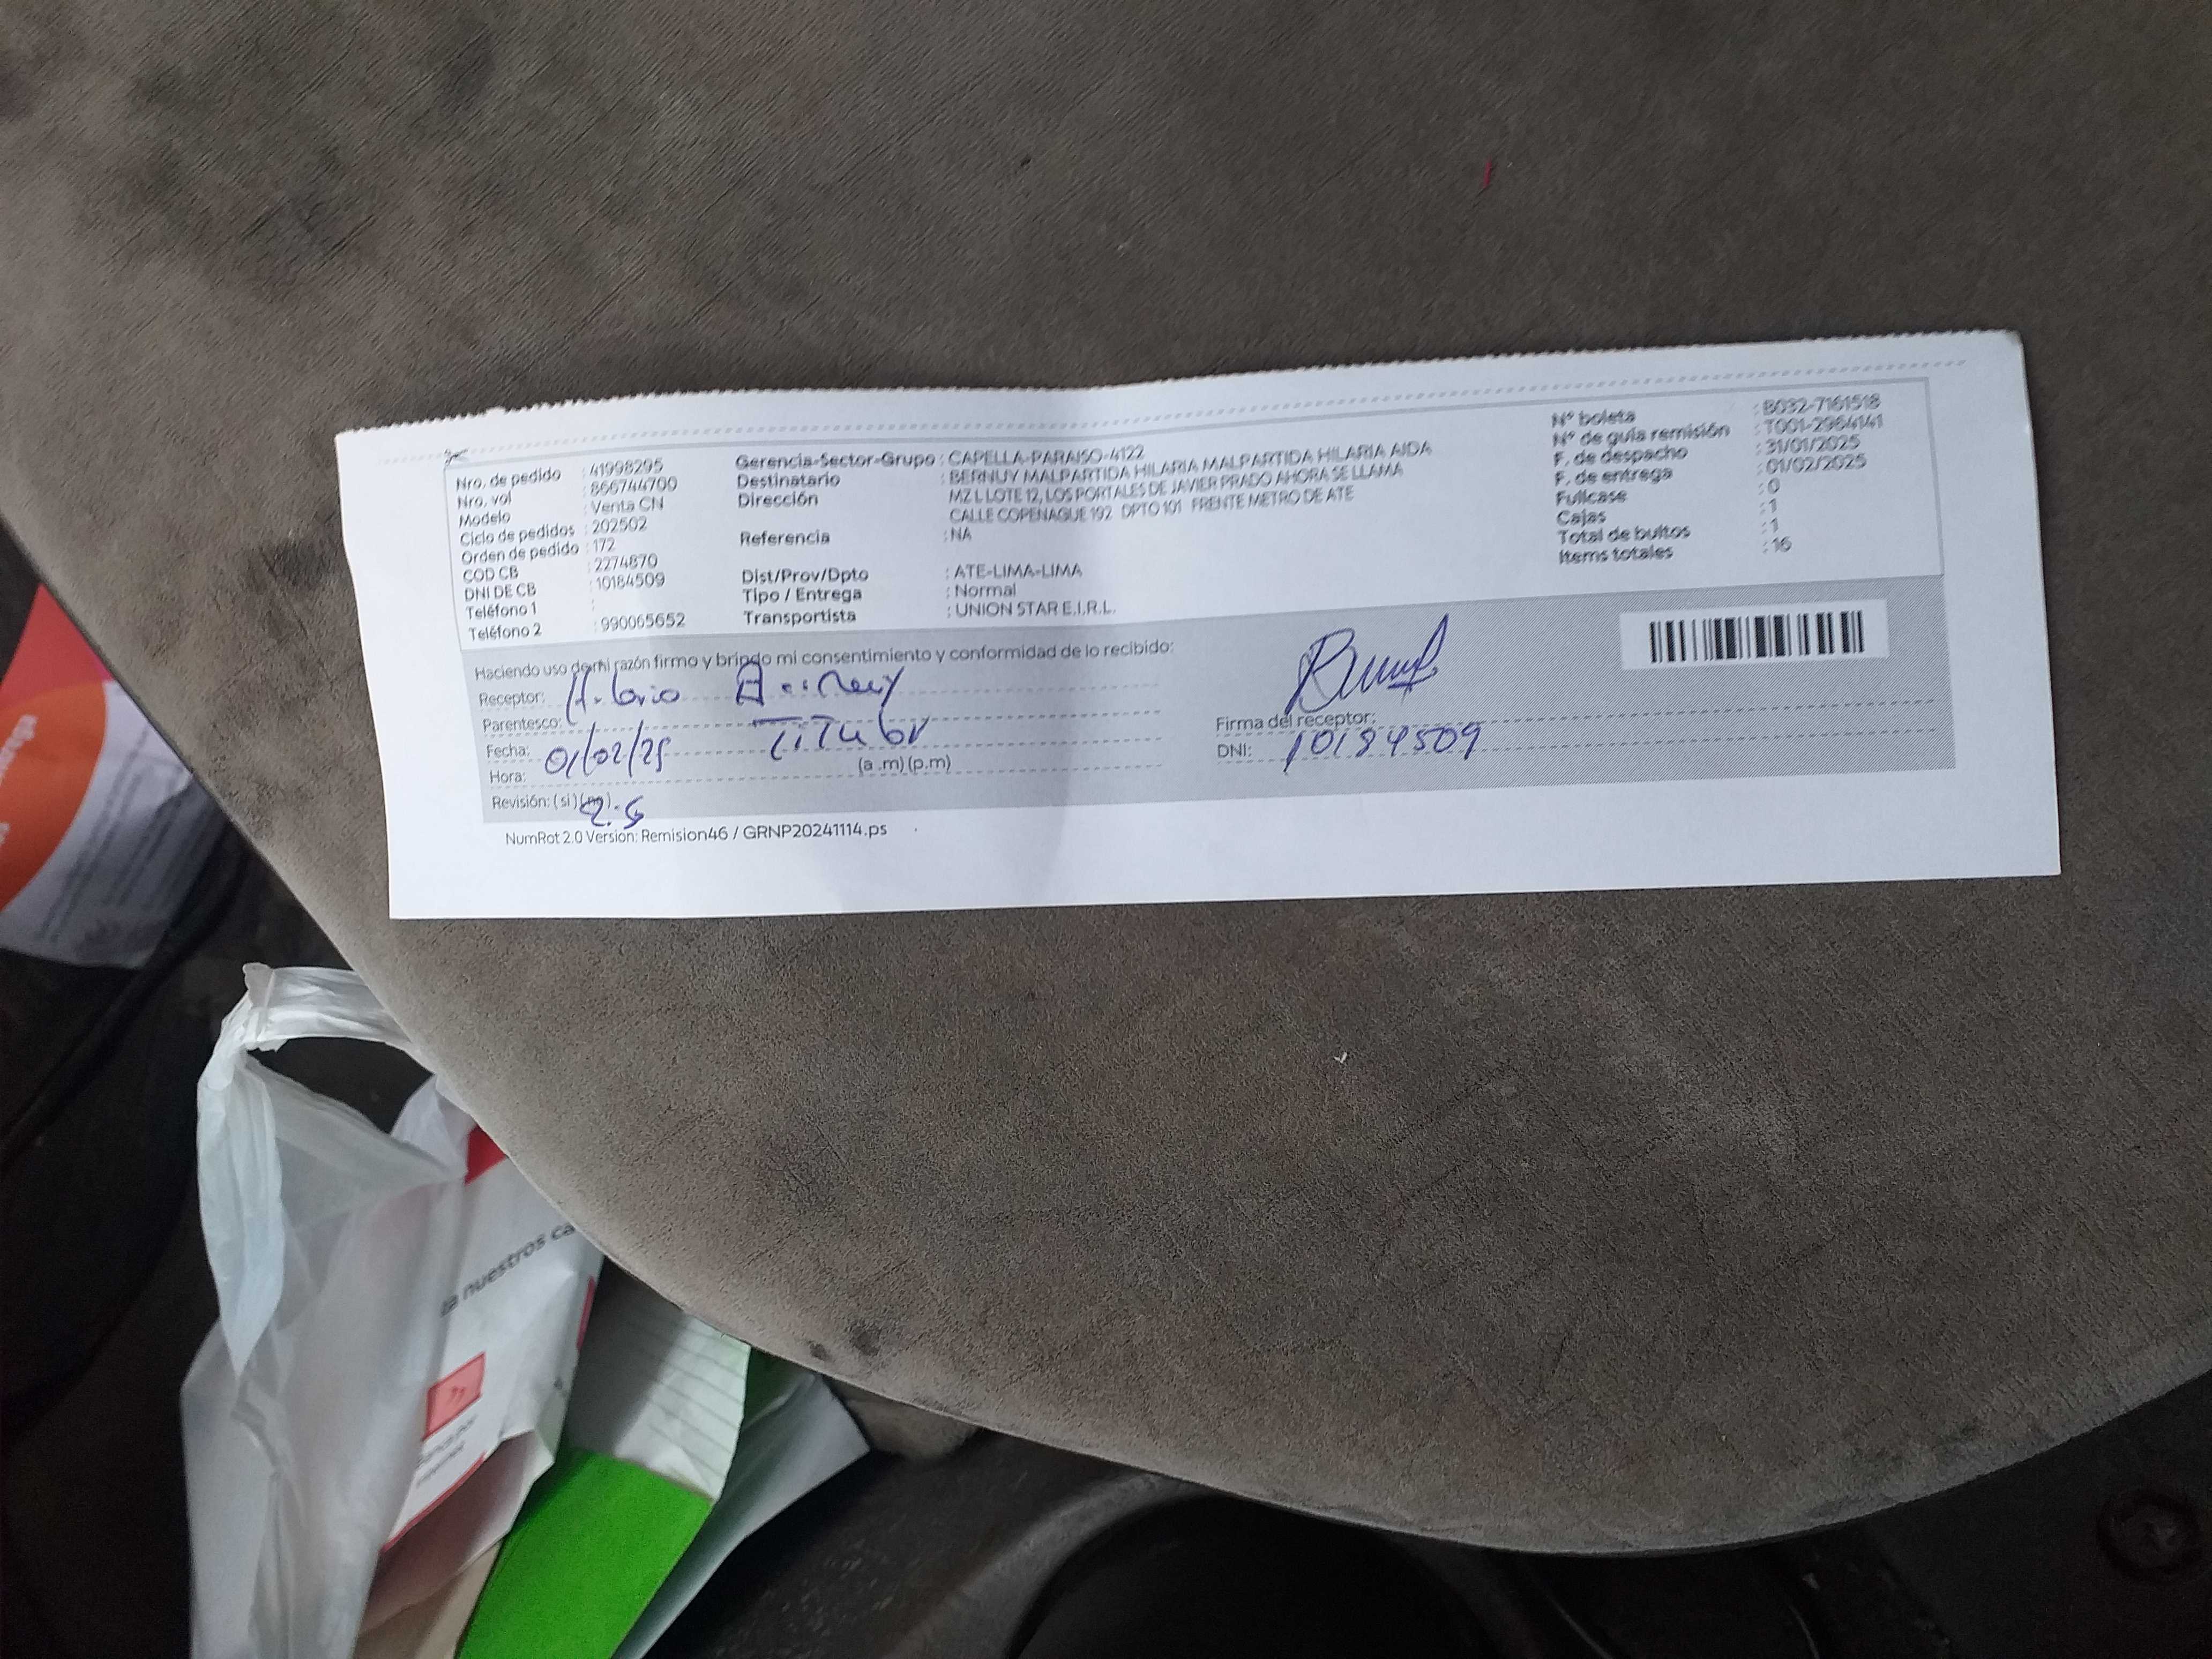 Nro. de pedido : 41998295
Nro. vol : 866744700
Modelo : Venta CN
Ciclo de pedidos : 202502
Orden de pedido : 172
COD CB : 2274870
DNI DE CB : 10184509
Teléfono 1 :
Teléfono 2 : 990065652
Gerencia-Sector-Grupo : CAPELLA-PARAISO-4122
Destinatario : BERNUY MALPARTIDA HILARIA MALPARTIDA HILARIA AIDA
Dirección MZ L LOTE 12, LOS PORTALES DE JAVIER PRADO AHORA SE LLAMA
CALLE COPENAGUE 192 DPTO 101 FRENTE METRO DE ATE
Referencia : NA
Dist/Prov/Dpto : ATE-LIMA-LIMA
Tipo / Entrega : Normal
Transportista : UNION STAR E.I.R.L.
N° boleta : B032-7161518
N° de guía remisión : T001-2964141
F. de despacho : 31/01/2025
F. de entrega : 01/02/2025
Fullcase : 0
Cajas : 1
Total de bultos : 1
Items totales : 16
Haciendo uso de mi razón firmo y brindo mi consentimiento y conformidad de lo recibido:
Receptor:
Parentesco: Titular
Fecha: 01/02/25
Hora: (a .m) (p.m)
Revisión: ( si ) ( no )
Firma del receptor:
DNI: 10184509
NumRot 2.0 Version: Remision46 / GRNP20241114.ps
la nuestros ca